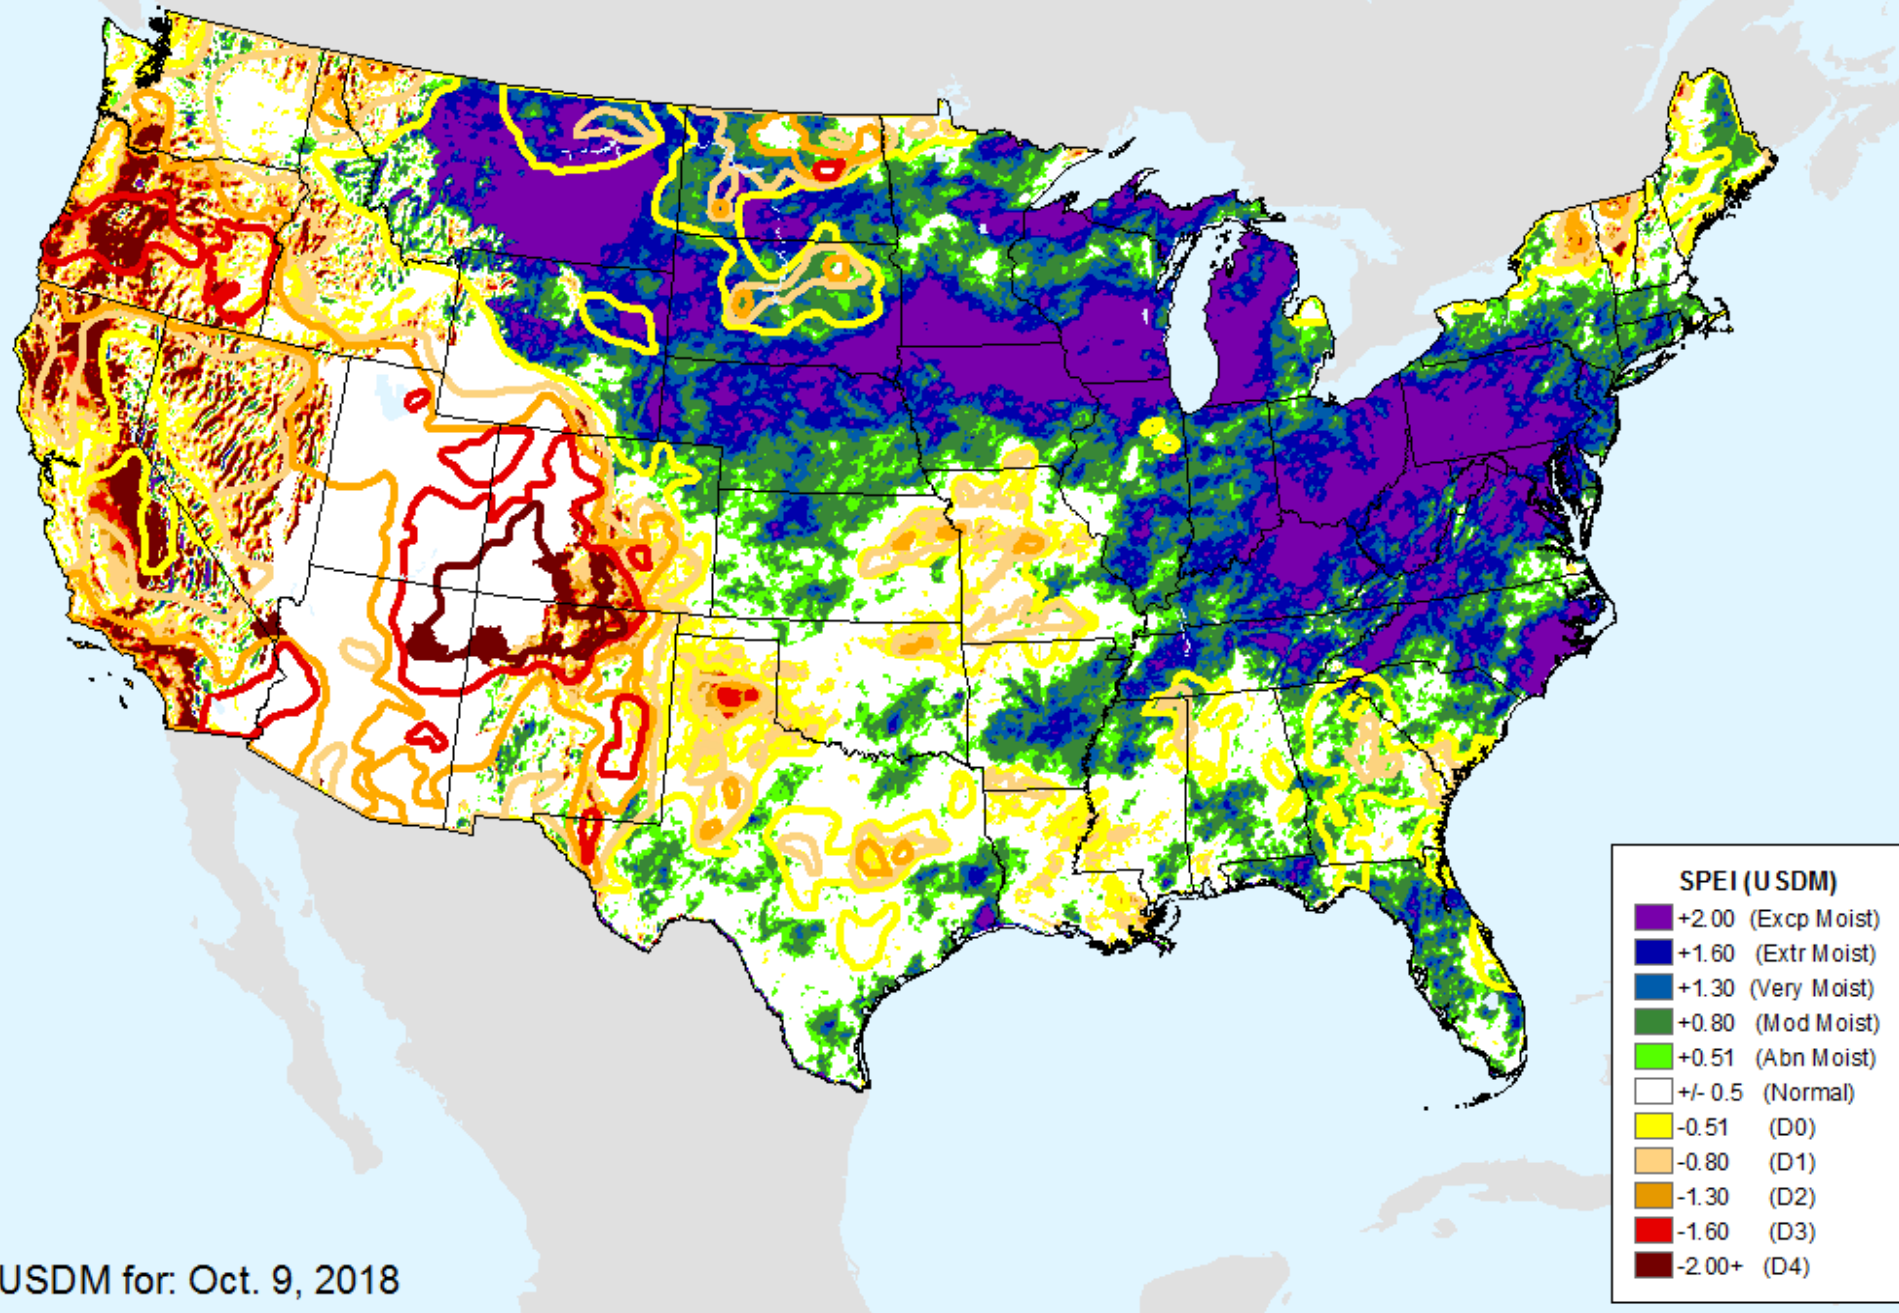 SPEI (USDM)
+2.00 (Excp Moist)
+1.60 (Extr Moist)
+1.30 (Very Moist)
+0.80 (Mod Moist)
+0.51 (Abn Moist)
+/- 0.5 (Normal)
-0.51 (D0)
-0.80 (D1)
-1.30 (D2)
-1.60 (D3)
-2.00+ (D4)
USDM for: Oct. 9, 2018